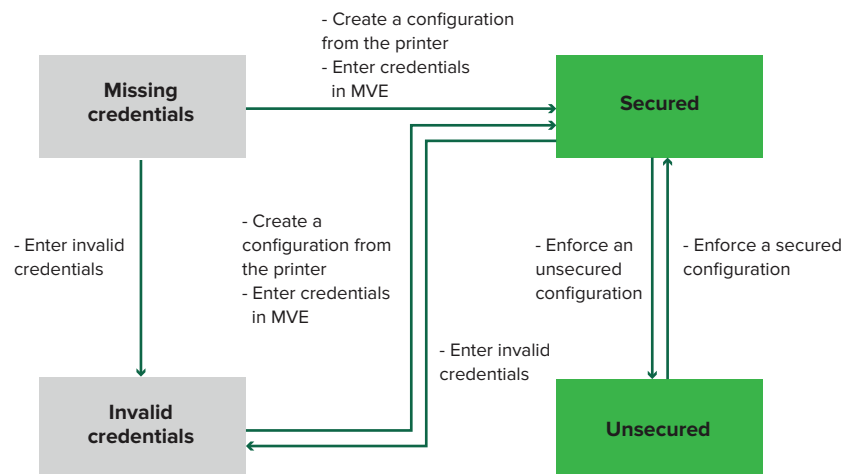 - Create a configuration
from the printer
- Enter credentials
in MVE
Missing
credentials
Secured
- Enter invalid
credentials
- Create a
configuration from
the printer
- Enter credentials
in MVE
- Enforce an
unsecured
configuration
- Enforce a secured
configuration
- Enter invalid
credentials
Invalid
credentials
Unsecured